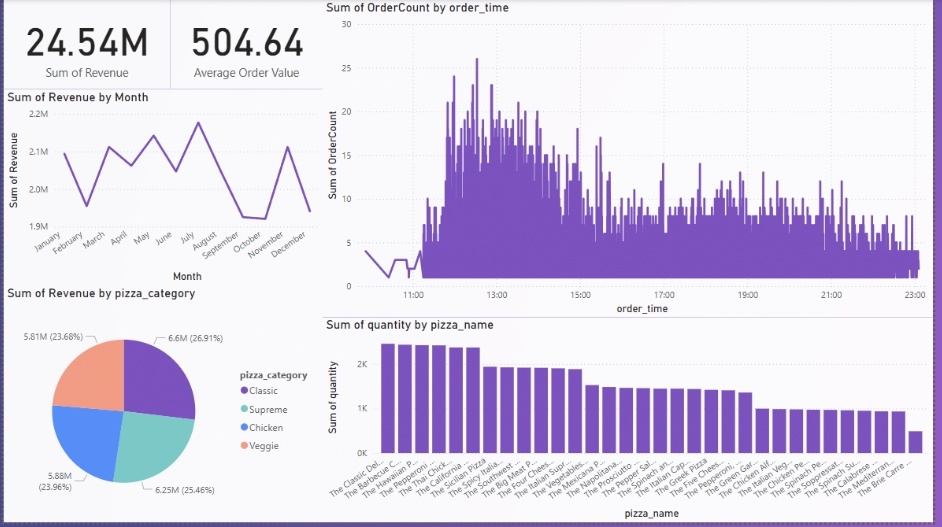 24.54M
Sum of Revenue
504.64
Average Order Value
Sum of Revenue by Month
Sum of Revenue
2.2M
2.1M
2.0M
1.9M
January
February
March
April
May
June
July
August
September
October
November
December
Month
Sum of Revenue by pizza_category
5.81M (23.68%)
6.6M (26.91%)
5.88M
(23.96%)
6.25M (25.46%)
pizza_category
Classic
Supreme
Chicken
Veggie
Sum of OrderCount by order_time
Sum of OrderCount
30
25
20
15
10
5
0
11:00
13:00
15:00
17:00
19:00
21:00
23:00
order_time
Sum of quantity by pizza_name
Sum of quantity
2K
1K
0K
The Classic Del...
The Barbecue C...
The Hawaiian P...
The Pepperoni ...
The Thai Chick...
The California ...
The Sicilian Pizza
The Spicy Italia...
The Southwest ...
The Big Meat P...
The Four Chees...
The Italian Supr...
The Vegetables...
The Mexicana P...
The Napolitana...
The Prosciutto ...
The Pepper Sal...
The Spinach an...
The Italian Cap...
The Greek Pizza
The Five Chees...
The Pepperoni, ...
The Green Gar...
The Chicken Alf...
The Italian Veg...
The Chicken Pe...
The Spinach Pe...
The Soppressat...
The Spinach Su...
The Calabrese ...
The Mediterran...
The Brie Carre ...
pizza_name